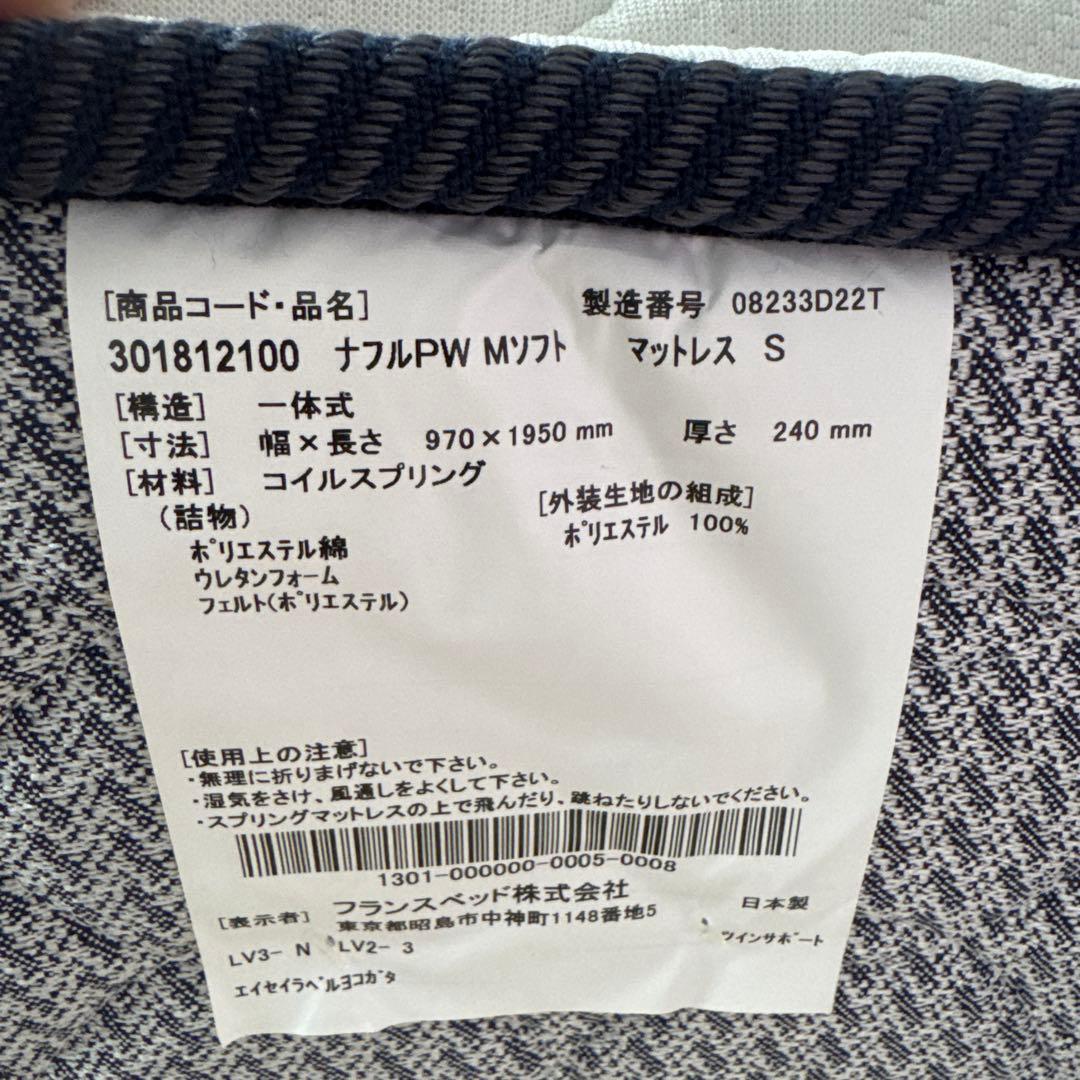 [商品コード・品名]
製造番号 08233D22T
301812100 ナフルPW Mソフト マットレス S
[構造] 一体式
[寸法] 幅×長さ 970×1950 mm 厚さ 240 mm
[材料] コイルスプリング
(詰物)
ポリエステル綿
ウレタンフォーム
フェルト(ポリエステル)
[外装生地の組成]
ポリエステル 100%
[使用上の注意]
・無理に折りまげないで下さい。
・湿気をさけ、風通しをよくして下さい。
・スプリングマットレスの上で飛んだり、跳ねたりしないでください。
1301-000000-0005-0008
[表示者] フランスベッド株式会社 日本製
東京都昭島市中神町1148番地5
LV3- N LV2- 3 ツインサポート
エイセイラベルヨコガタ